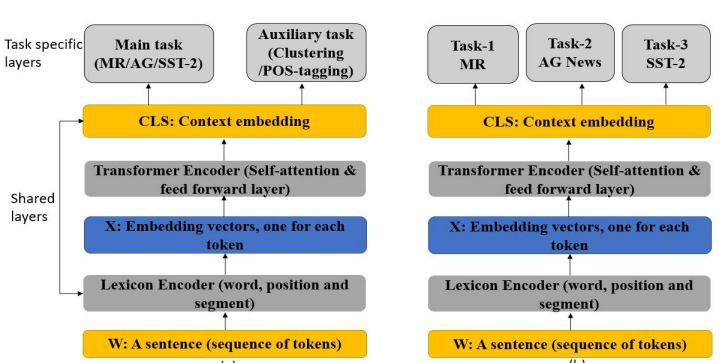 Task specific
layers
Main task
(MR/AG/SST-2)
Auxiliary task
(Clustering
/POS-tagging)
CLS: Context embedding
Transformer Encoder (Self-attention &
feed forward layer)
Shared
layers
X: Embedding vectors, one for each
token
Lexicon Encoder (word, position and
segment)
W: A sentence (sequence of tokens)
Task-1
MR
Task-2
AG News
Task-3
SST-2
CLS: Context embedding
Transformer Encoder (Self-attention &
feed forward layer)
X: Embedding vectors, one for each
token
Lexicon Encoder (word, position and
segment)
W: A sentence (sequence of tokens)